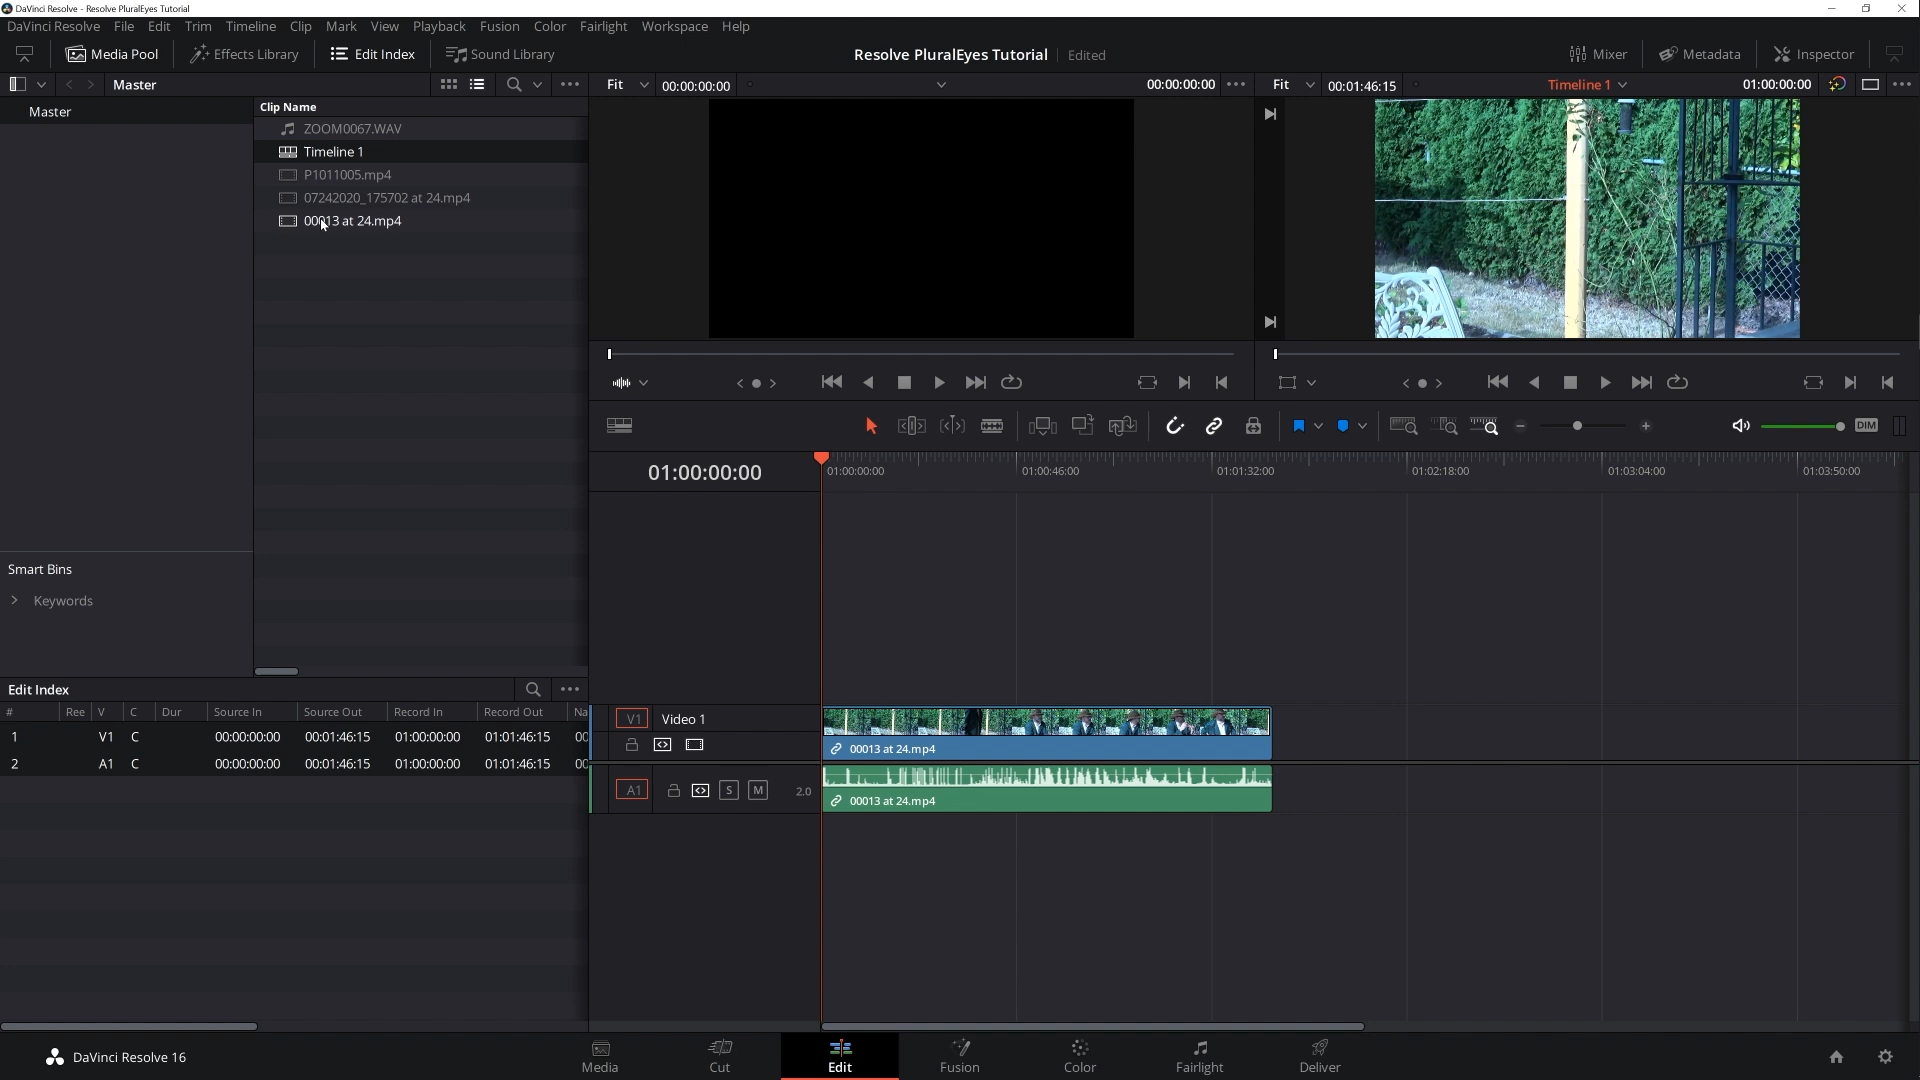 DaVinci Resolve - Resolve PluralEyes Tutorial
DaVinci Resolve File Edit Trim Timeline Clip Mark View Playback Fusion Color Fairlight Workspace Help
Media Pool Effects Library Edit Index Sound Library Resolve PluralEyes Tutorial Edited Mixer Metadata Inspector
Master Fit 00:00:00:00 00:00:00:00 Fit 00:01:46:15 Timeline 1 01:00:00:00
Master
Clip Name
ZOOM0067.WAV
Timeline 1
P1011005.mp4
07242020_175702 at 24.mp4
00013 at 24.mp4
Smart Bins
Keywords
DIM
01:00:00:00
01:00:00:00 01:00:46:00 01:01:32:00 01:02:18:00 01:03:04:00 01:03:50:00
Edit Index
# Ree V C Dur Source In Source Out Record In Record Out Na
1 V1 C 00:00:00:00 00:01:46:15 01:00:00:00 01:01:46:15 00
2 A1 C 00:00:00:00 00:01:46:15 01:00:00:00 01:01:46:15 00
V1 Video 1
00013 at 24.mp4
A1 S M 2.0
00013 at 24.mp4
DaVinci Resolve 16
Media Cut Edit Fusion Color Fairlight Deliver